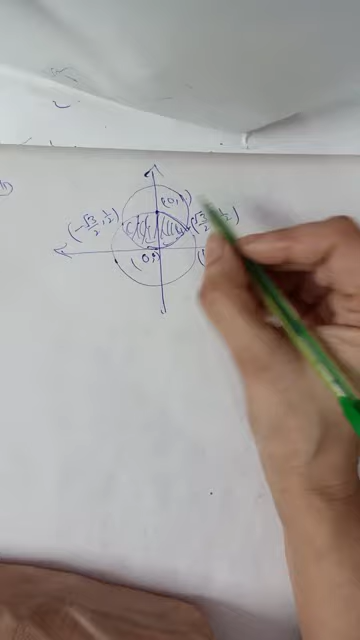 (0,1)
(-√3/2, 1/2)
(√3/2, 1/2)
(0,0)